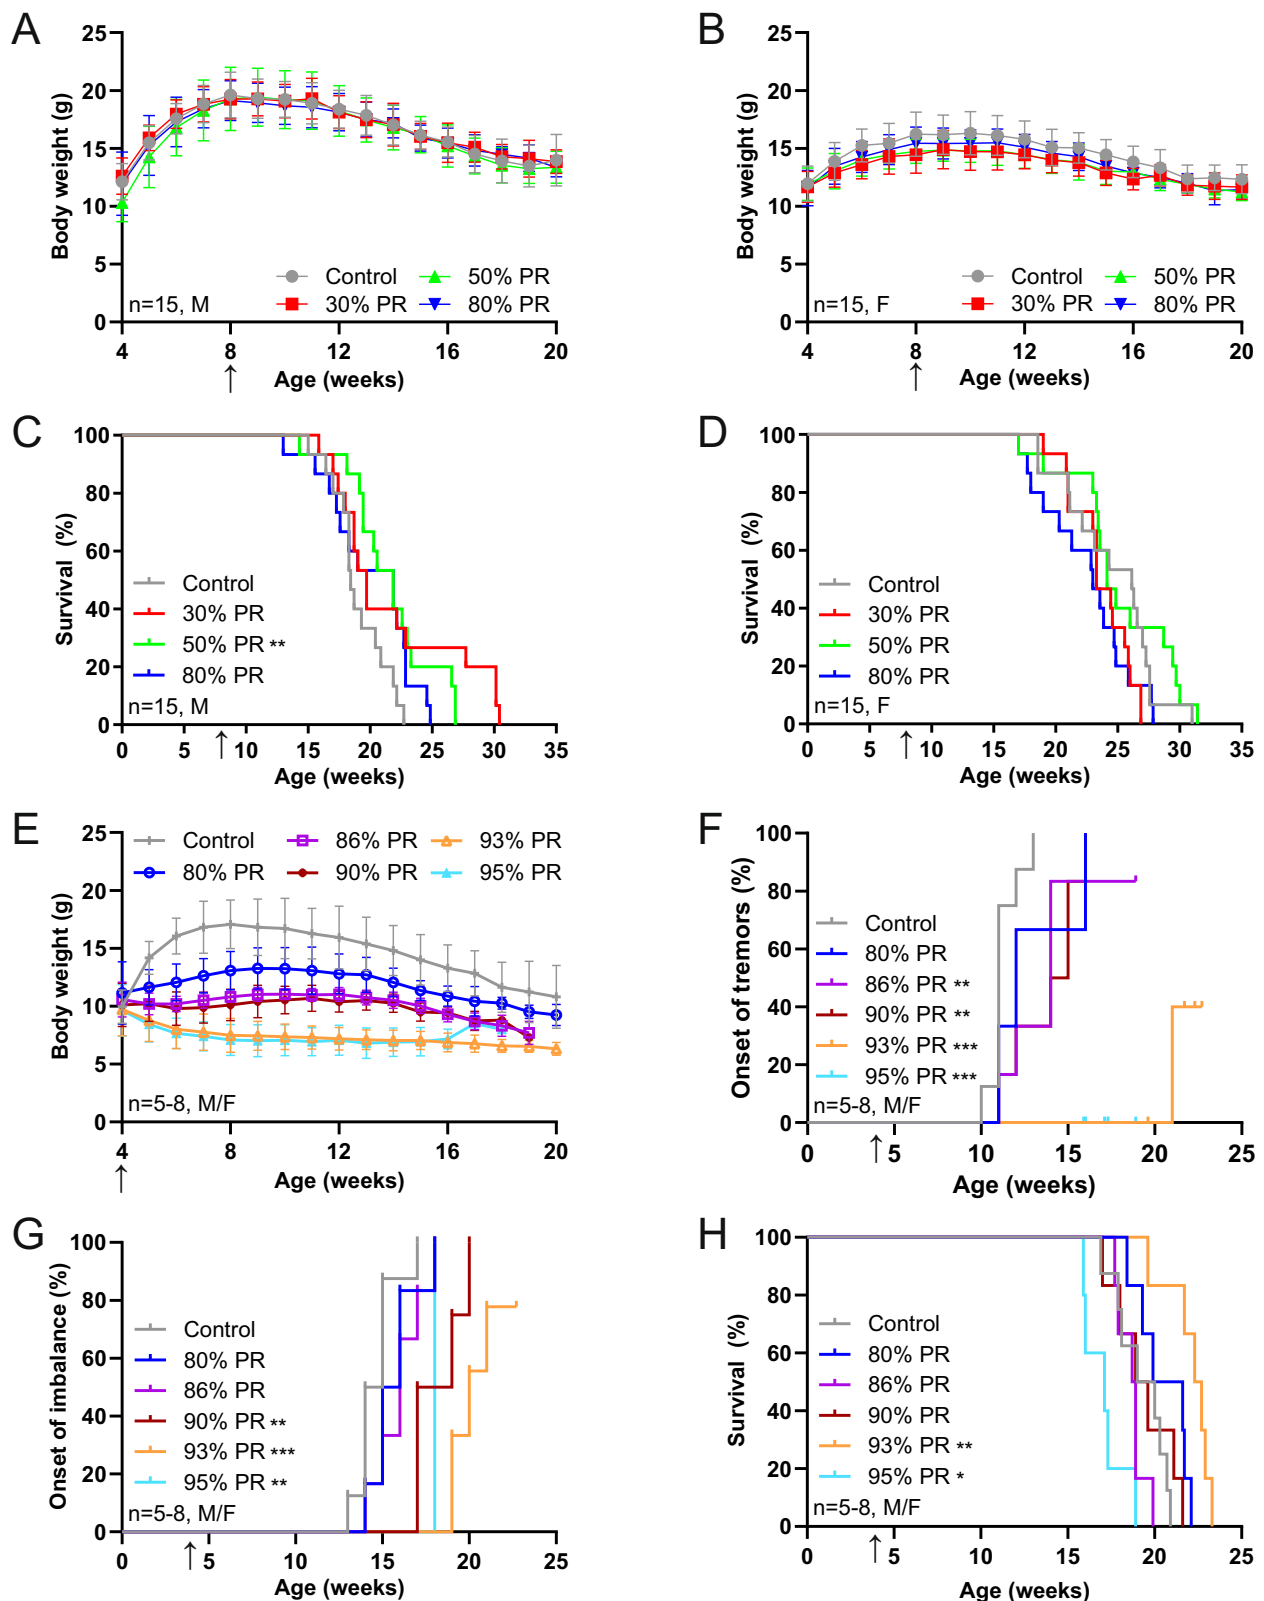 A
Body weight (g)
25
20
15
10
5
0
Control
50% PR
30% PR
80% PR
n=15, M
4 8 12 16 20
↑
Age (weeks)
B
Body weight (g)
25
20
15
10
5
0
Control
50% PR
30% PR
80% PR
n=15, F
4 8 12 16 20
↑
Age (weeks)
C
Survival (%)
100
80
60
40
20
0
Control
30% PR
50% PR **
80% PR
n=15, M
0 5 10 15 20 25 30 35
↑
Age (weeks)
D
Survival (%)
100
80
60
40
20
0
Control
30% PR
50% PR
80% PR
n=15, F
0 5 10 15 20 25 30 35
↑
Age (weeks)
E
Body weight (g)
25
20
15
10
5
0
Control
86% PR
93% PR
80% PR
90% PR
95% PR
n=5-8, M/F
4 8 12 16 20
↑
Age (weeks)
F
Onset of tremors (%)
100
80
60
40
20
0
Control
80% PR
86% PR **
90% PR **
93% PR ***
95% PR ***
n=5-8, M/F
0 5 10 15 20 25
↑
Age (weeks)
G
Onset of imbalance (%)
100
80
60
40
20
0
Control
80% PR
86% PR
90% PR **
93% PR ***
95% PR **
n=5-8, M/F
0 5 10 15 20 25
↑
Age (weeks)
H
Survival (%)
100
80
60
40
20
0
Control
80% PR
86% PR
90% PR
93% PR **
95% PR *
n=5-8, M/F
0 5 10 15 20 25
↑
Age (weeks)